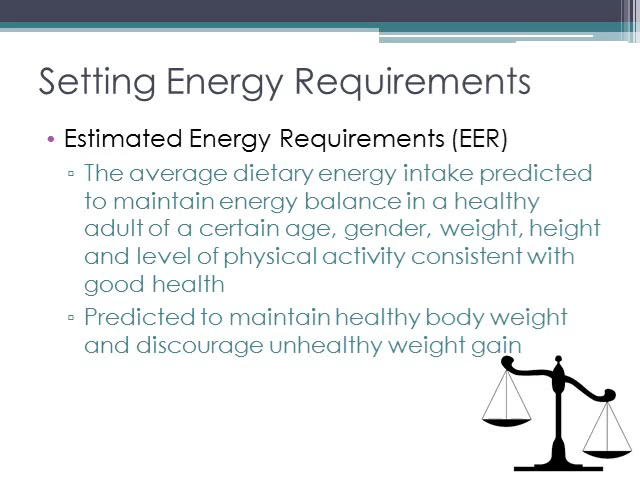 Setting Energy Requirements
• Estimated Energy Requirements (EER)
▫ The average dietary energy intake predicted
to maintain energy balance in a healthy
adult of a certain age, gender, weight, height
and level of physical activity consistent with
good health
▫ Predicted to maintain healthy body weight
and discourage unhealthy weight gain